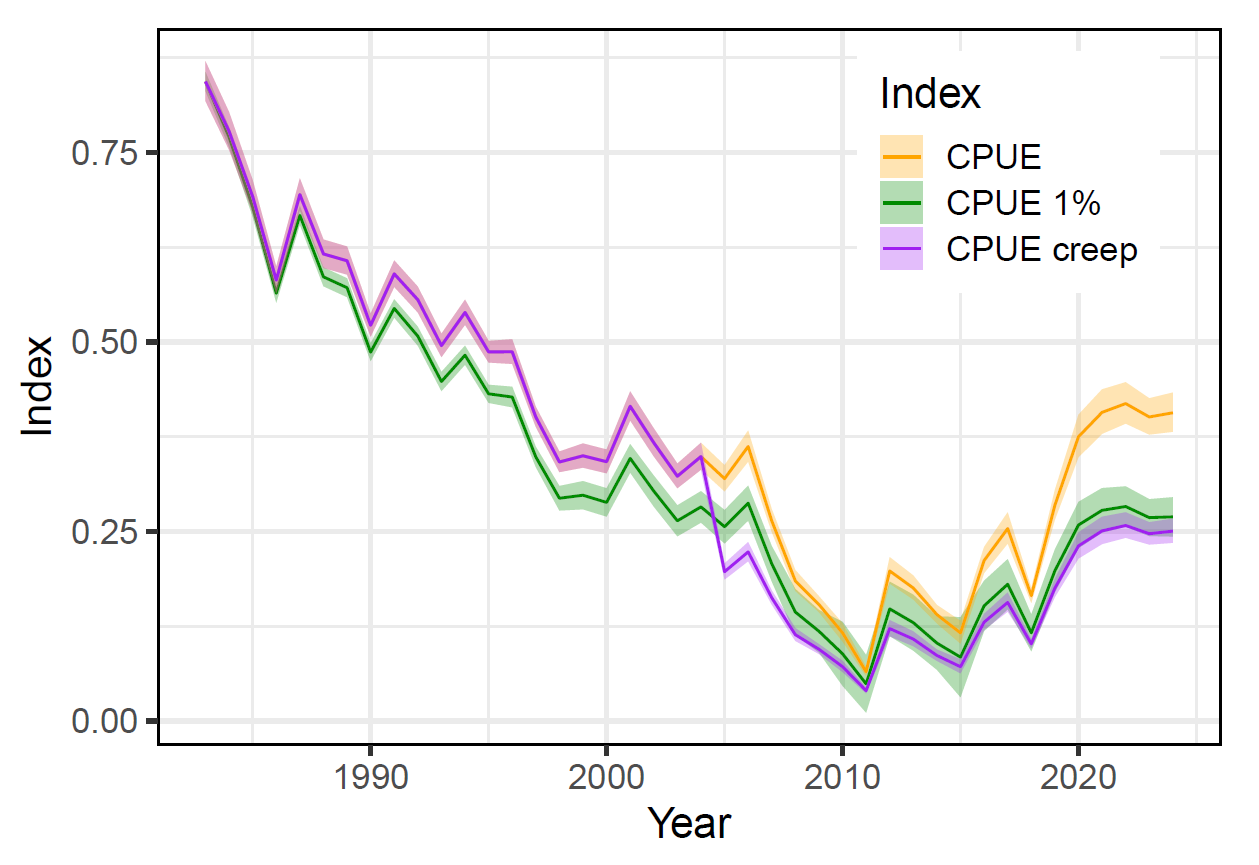 Index
CPUE
CPUE 1%
CPUE creep
0.75
0.50
0.25
0.00
Index
1990
2000
2010
2020
Year